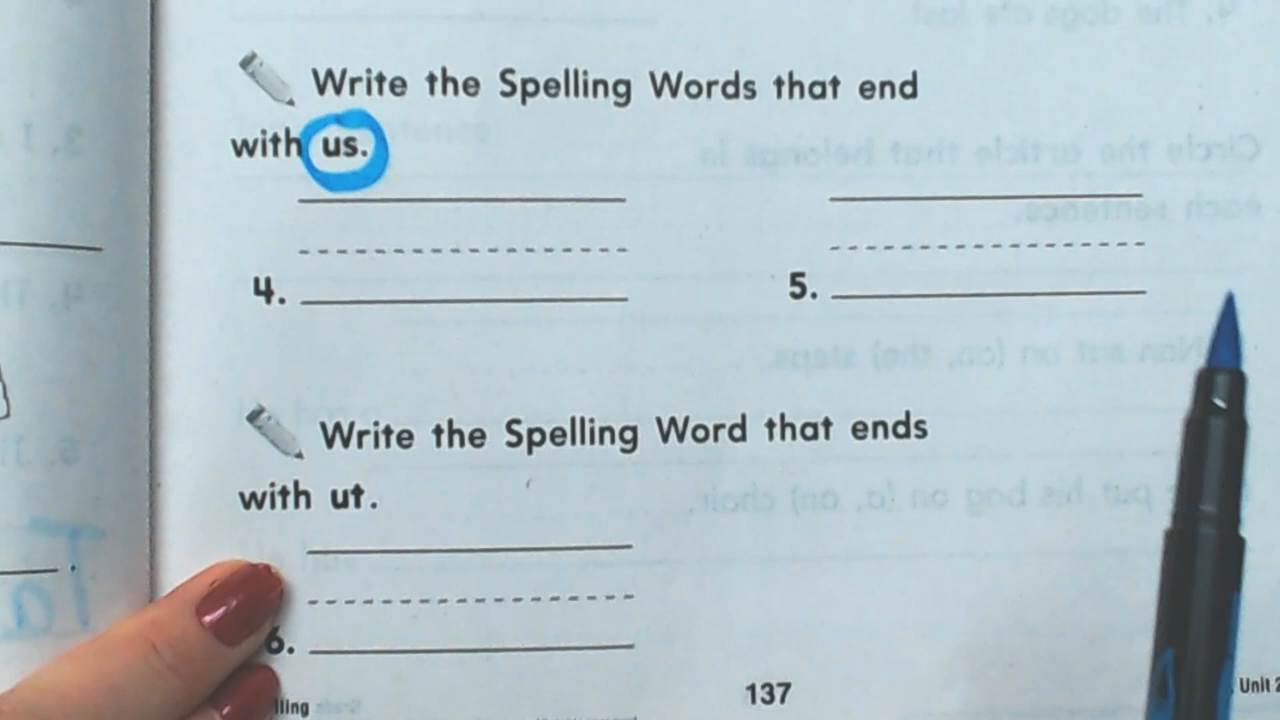 Write the Spelling Words that end
with us.
4.
5.
Write the Spelling Word that ends
with ut.
6.
137
Unit 2